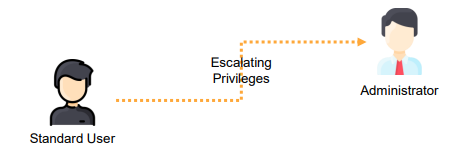 Escalating
Privileges
Administrator
Standard User